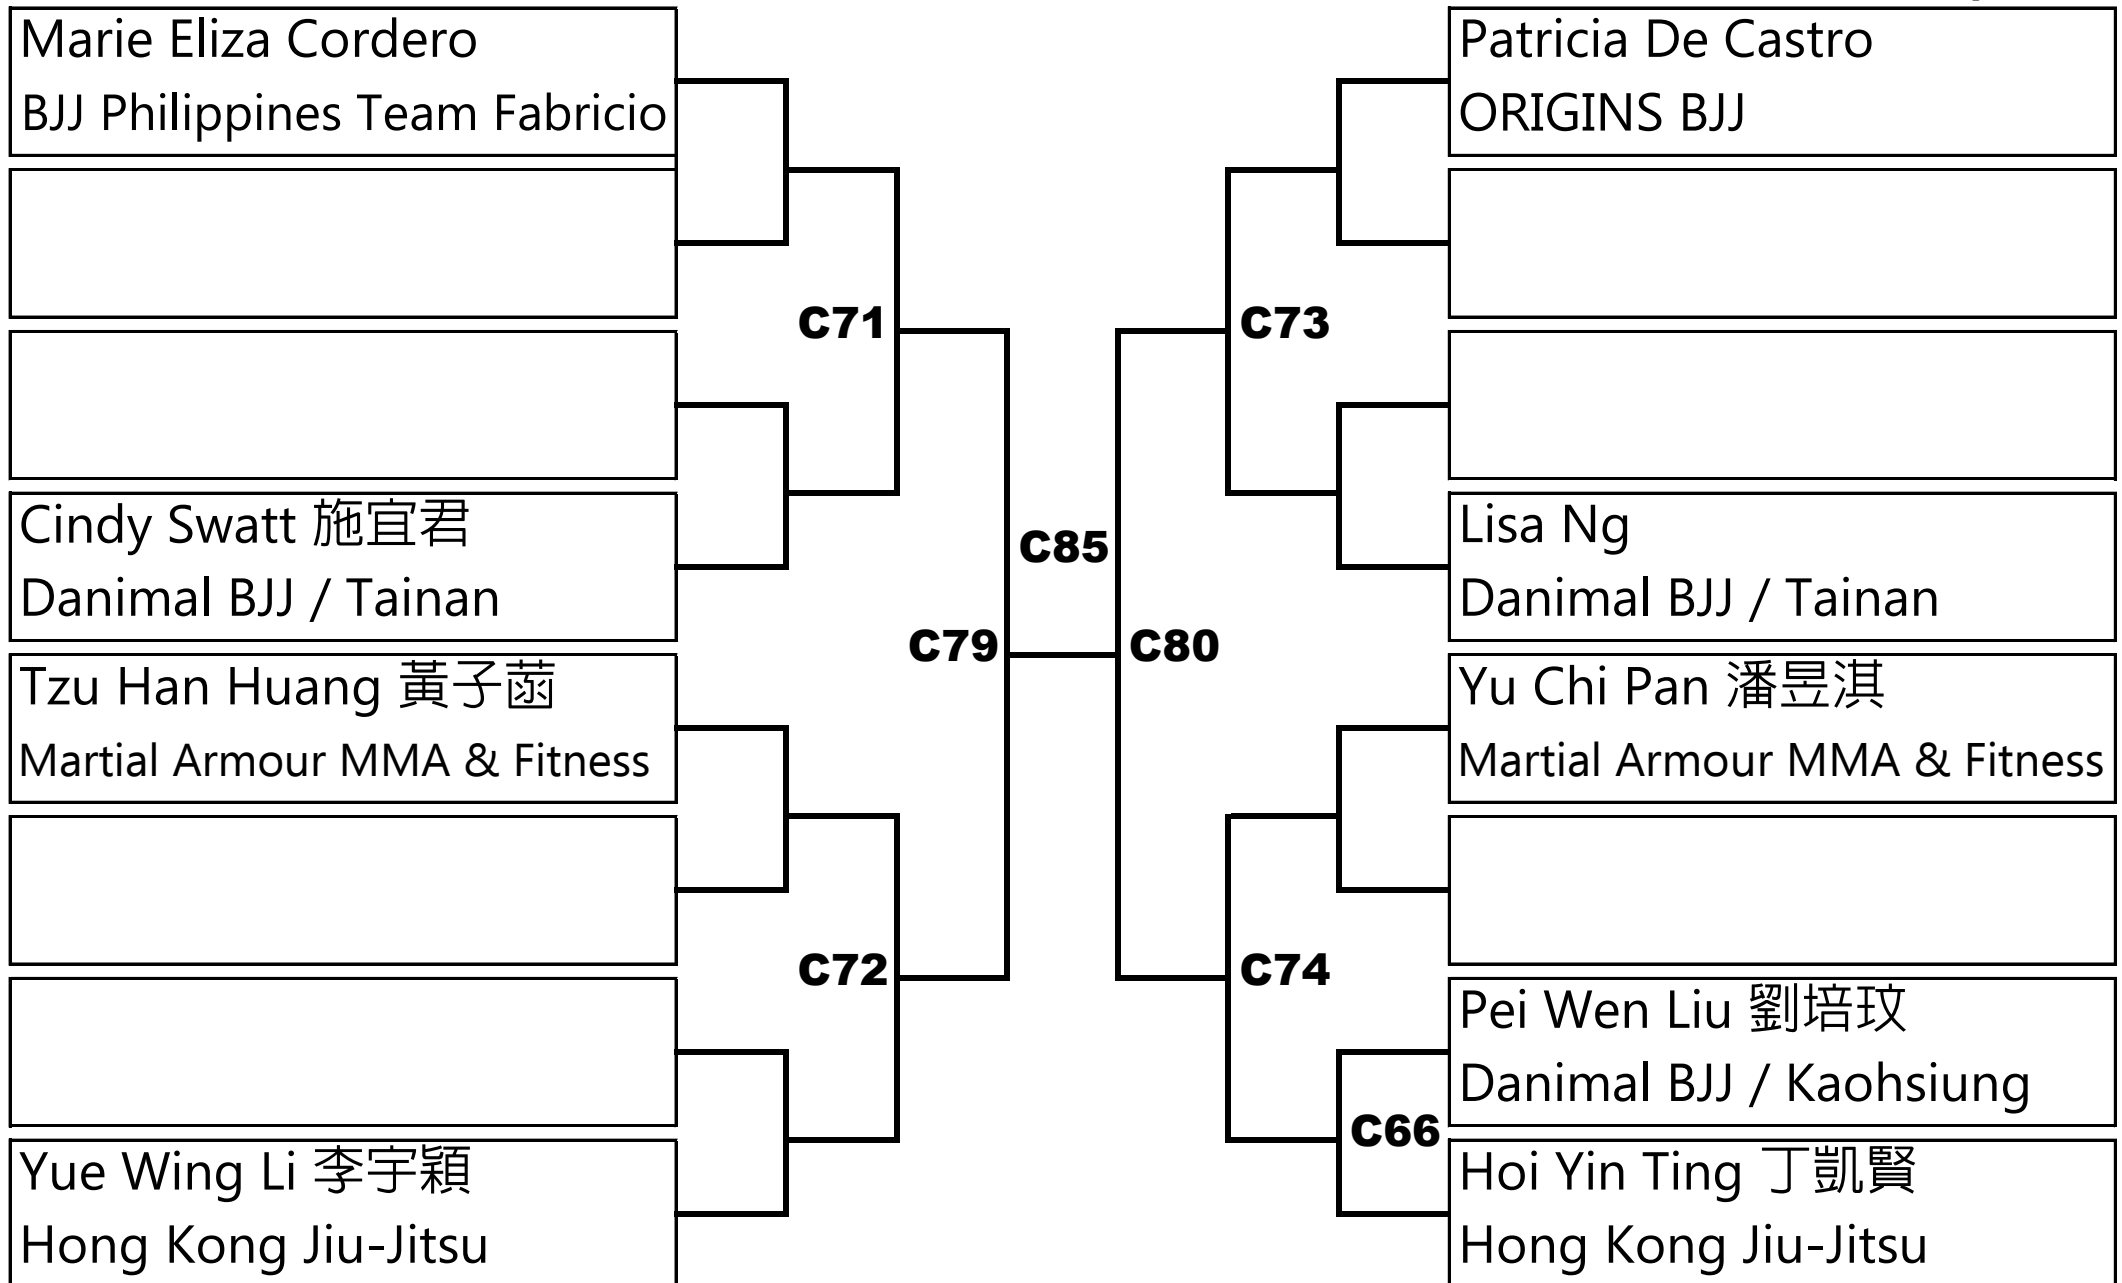 Marie Eliza Cordero
BJJ Philippines Team Fabricio
Cindy Swatt 施宜君
Danimal BJJ / Tainan
Tzu Han Huang 黃子菡
Martial Armour MMA & Fitness
Yue Wing Li 李宇穎
Hong Kong Jiu-Jitsu
C71
C72
C79
C85
C80
C73
C74
C66
Patricia De Castro
ORIGINS BJJ
Lisa Ng
Danimal BJJ / Tainan
Yu Chi Pan 潘昱淇
Martial Armour MMA & Fitness
Pei Wen Liu 劉培玟
Danimal BJJ / Kaohsiung
Hoi Yin Ting 丁凱賢
Hong Kong Jiu-Jitsu